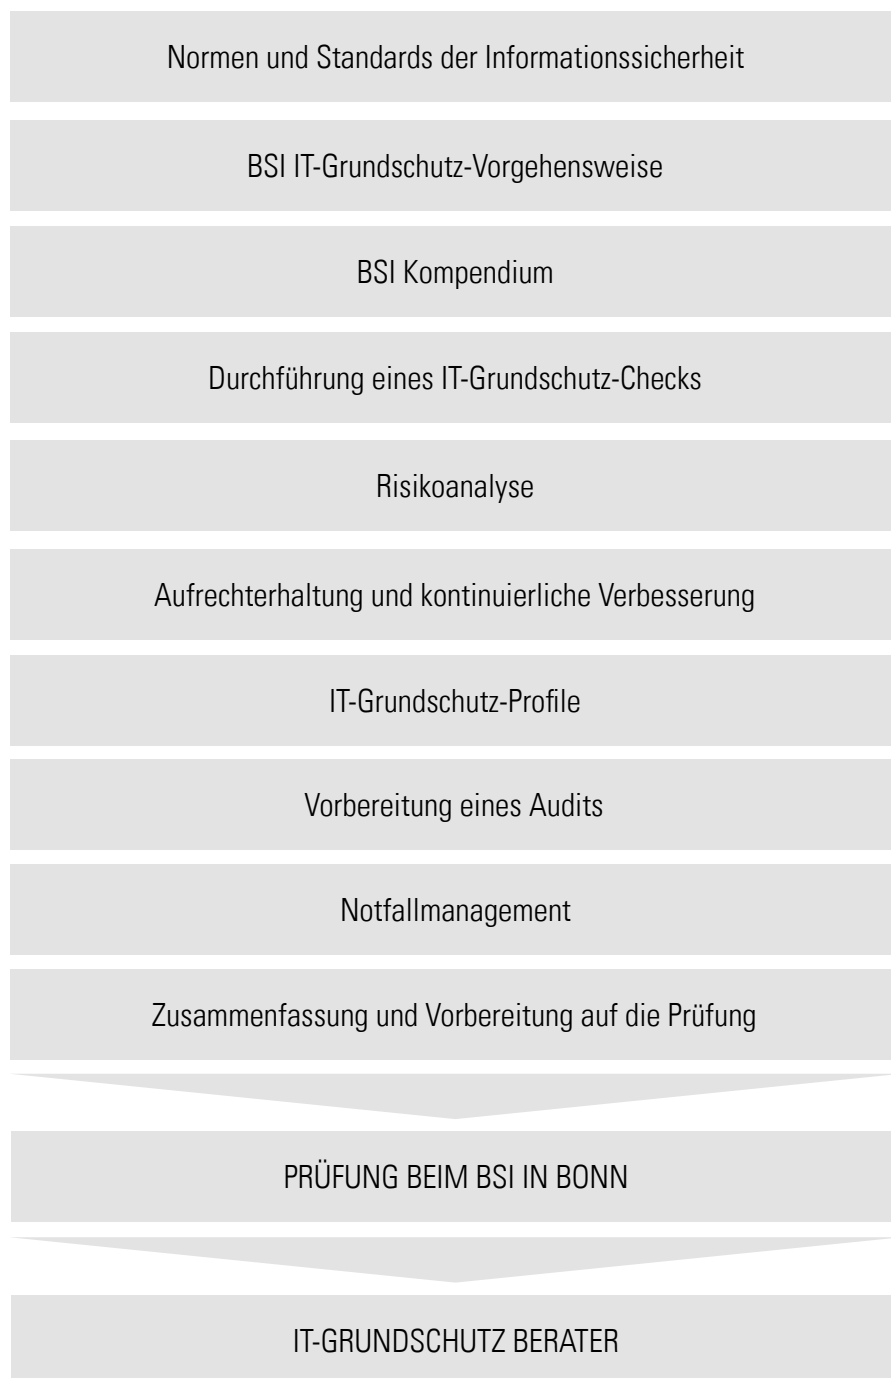 Normen und Standards der Informationssicherheit
BSI IT-Grundschutz-Vorgehensweise
BSI Kompendium
Durchführung eines IT-Grundschutz-Checks
Risikoanalyse
Aufrechterhaltung und kontinuierliche Verbesserung
IT-Grundschutz-Profile
Vorbereitung eines Audits
Notfallmanagement
Zusammenfassung und Vorbereitung auf die Prüfung
PRÜFUNG BEIM BSI IN BONN
IT-GRUNDSCHUTZ BERATER